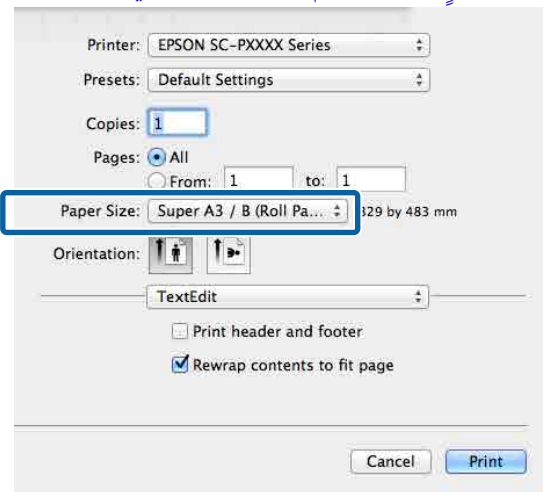 Printer: EPSON SC-PXXXX Series
Presets: Default Settings
Copies: 1
Pages: All
From: 1 to: 1
Paper Size: Super A3 / B (Roll Pa... 329 by 483 mm
Orientation:
TextEdit
Print header and footer
Rewrap contents to fit page
Cancel Print